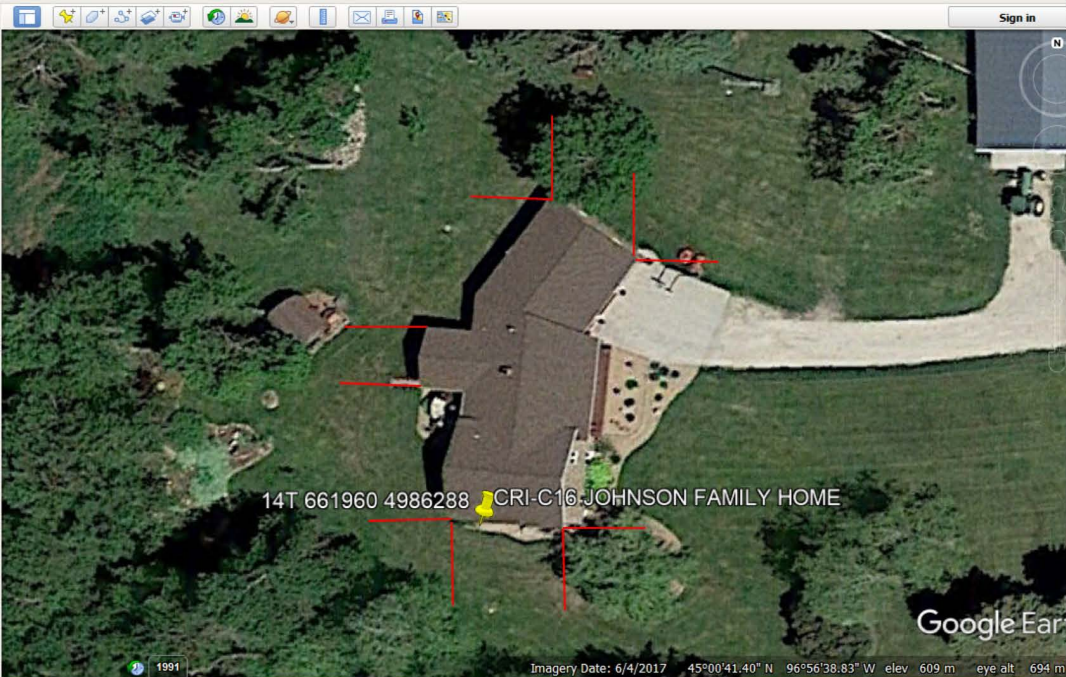 Sign in
N
14T 661960 4986288 CRI-C16 JOHNSON FAMILY HOME
Google Ear
1991
Imagery Date: 6/4/2017 45°00'41.40" N 96°56'38.83" W elev 609 m eye alt 694 m